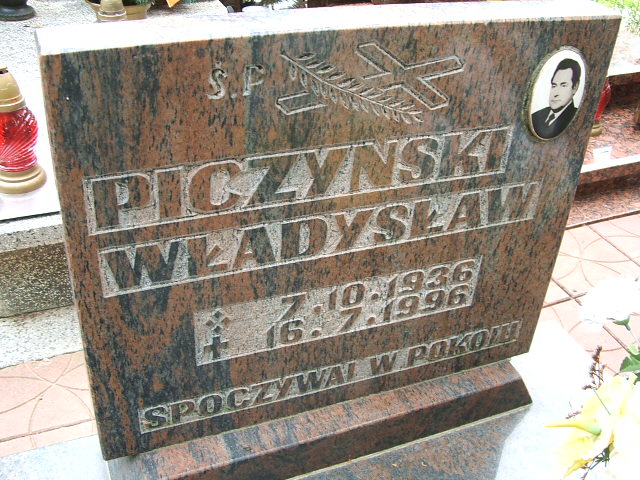 Ś.P
PICZYŃSKI
WŁADYSŁAW
7.10.1936
16.7.1996
SPOCZYWAJ W POKOJU